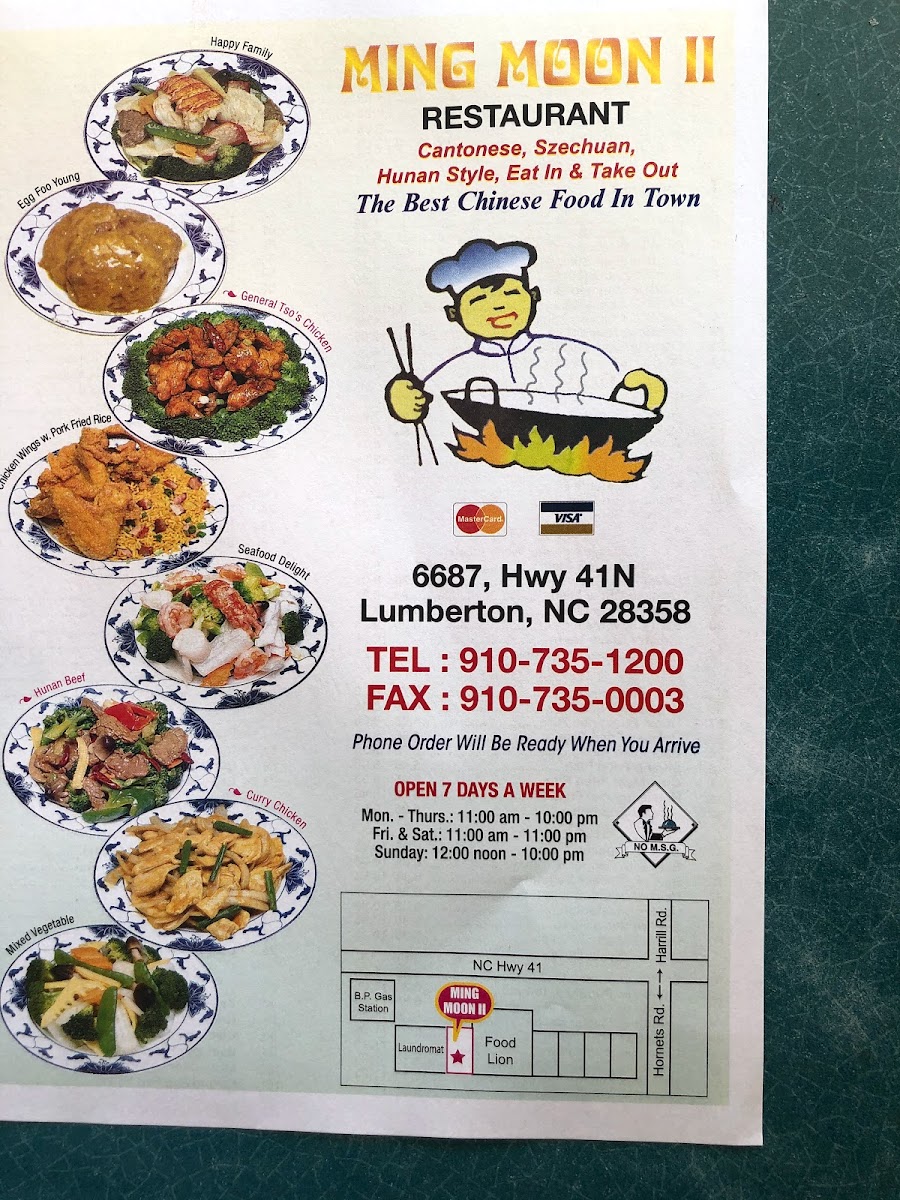 Happy Family
Egg Foo Young
General Tso's Chicken
Chicken Wings w. Pork Fried Rice
Seafood Delight
Hunan Beef
Curry Chicken
Mixed Vegetable
MING MOON II
RESTAURANT
Cantonese, Szechuan,
Hunan Style, Eat In & Take Out
The Best Chinese Food In Town
MasterCard
VISA
6687, Hwy 41N
Lumberton, NC 28358
TEL : 910-735-1200
FAX : 910-735-0003
Phone Order Will Be Ready When You Arrive
OPEN 7 DAYS A WEEK
Mon. - Thurs.: 11:00 am - 10:00 pm
Fri. & Sat.: 11:00 am - 11:00 pm
Sunday: 12:00 noon - 10:00 pm
NO M.S.G.
Harrill Rd.
NC Hwy 41
B.P. Gas
Station
MING
MOON II
Laundromat
Food
Lion
Hornets Rd.